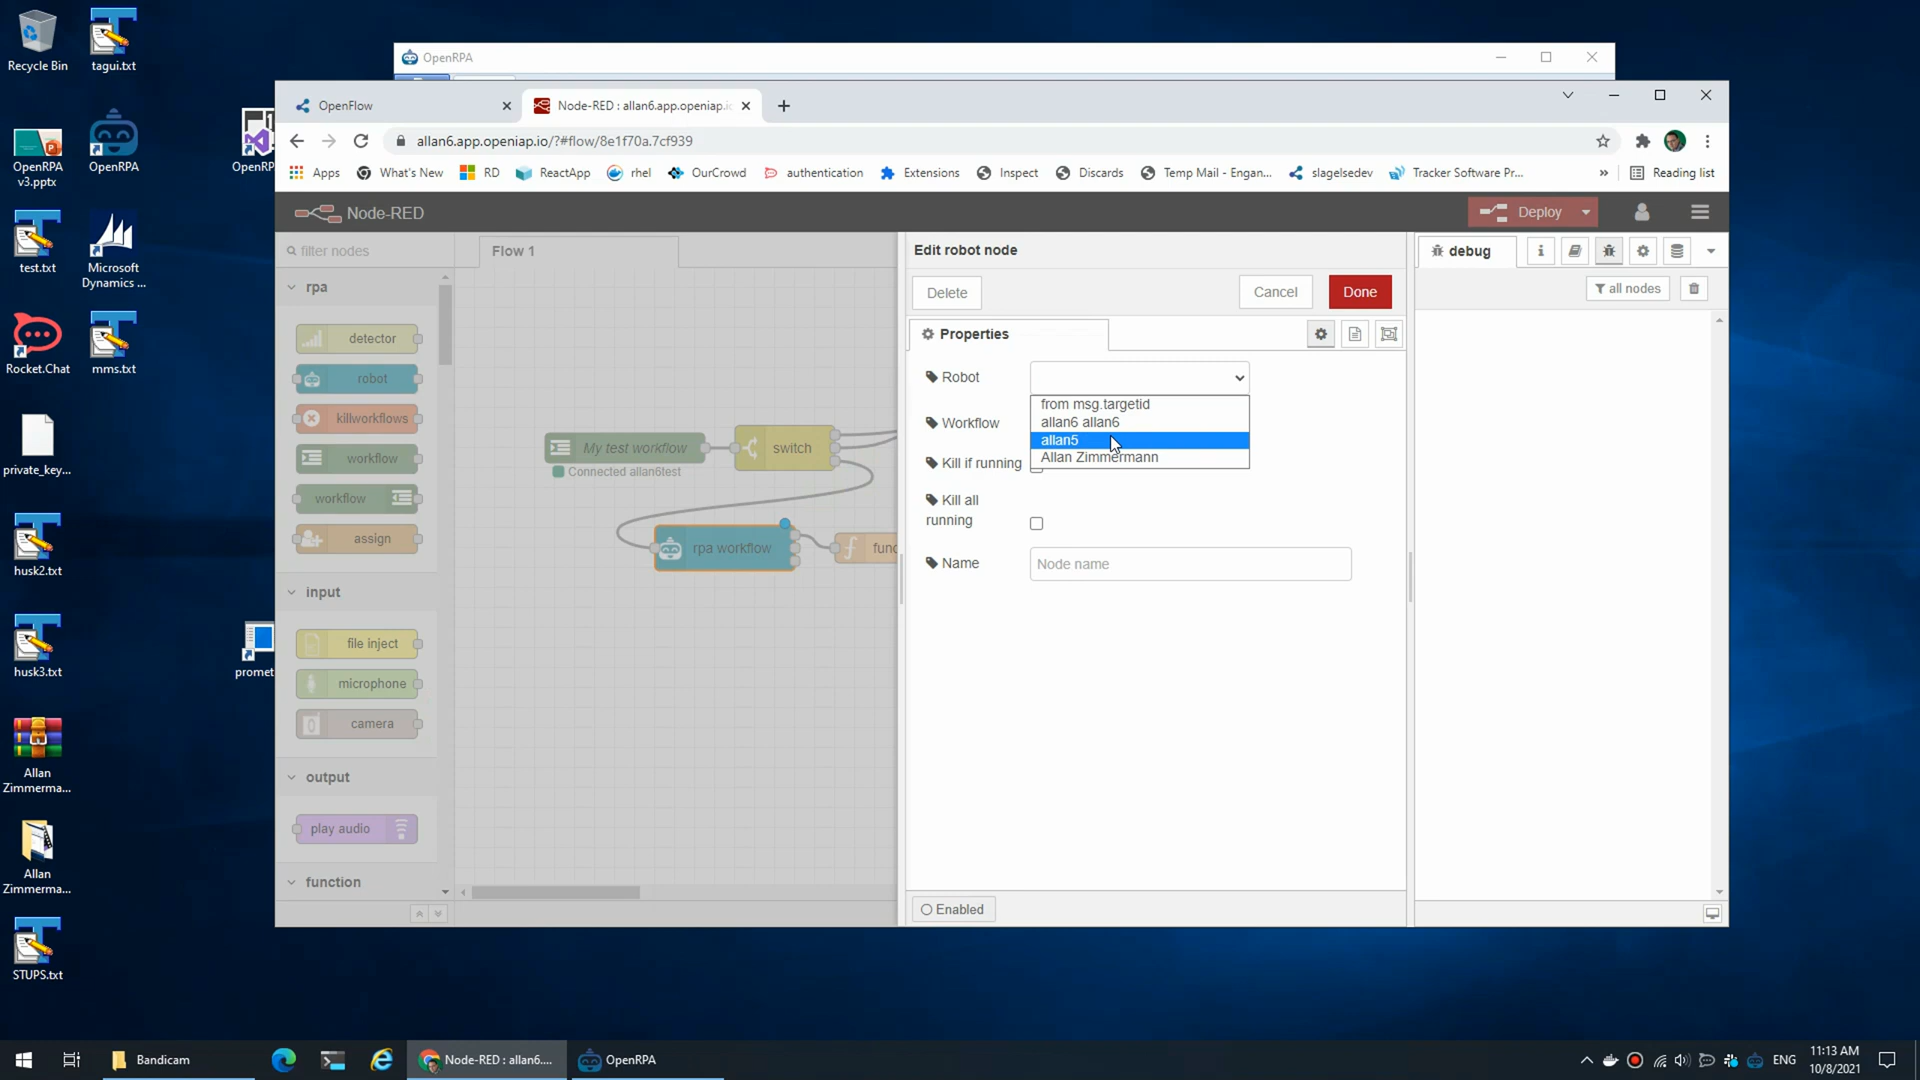 Recycle Bin
tagui.txt
OpenRPA v3.pptx
OpenRPA
test.txt
Microsoft Dynamics ...
Rocket.Chat
mms.txt
private_key...
husk2.txt
husk3.txt
Allan Zimmerma...
Allan Zimmerma...
STUPS.txt
OpenRP
promet
OpenRPA
OpenFlow
Node-RED : allan6.app.openiap.i
allan6.app.openiap.io/?#flow/8e1f70a.7cf939
Apps
What's New
RD
ReactApp
rhel
OurCrowd
authentication
Extensions
Inspect
Discards
Temp Mail - Engan...
slagelsedev
Tracker Software Pr...
»
Reading list
Node-RED
Deploy
filter nodes
rpa
detector
robot
killworkflows
workflow
workflow
assign
input
file inject
microphone
camera
output
play audio
function
Flow 1
My test workflow
Connected allan6test
switch
rpa workflow
func
Edit robot node
Delete
Cancel
Done
Properties
Robot
from msg.targetid
allan6 allan6
allan5
Allan Zimmermann
Workflow
Kill if running
Kill all
running
Name
Node name
Enabled
debug
i
all nodes
Bandicam
Node-RED : allan6....
OpenRPA
ENG
11:13 AM
10/8/2021